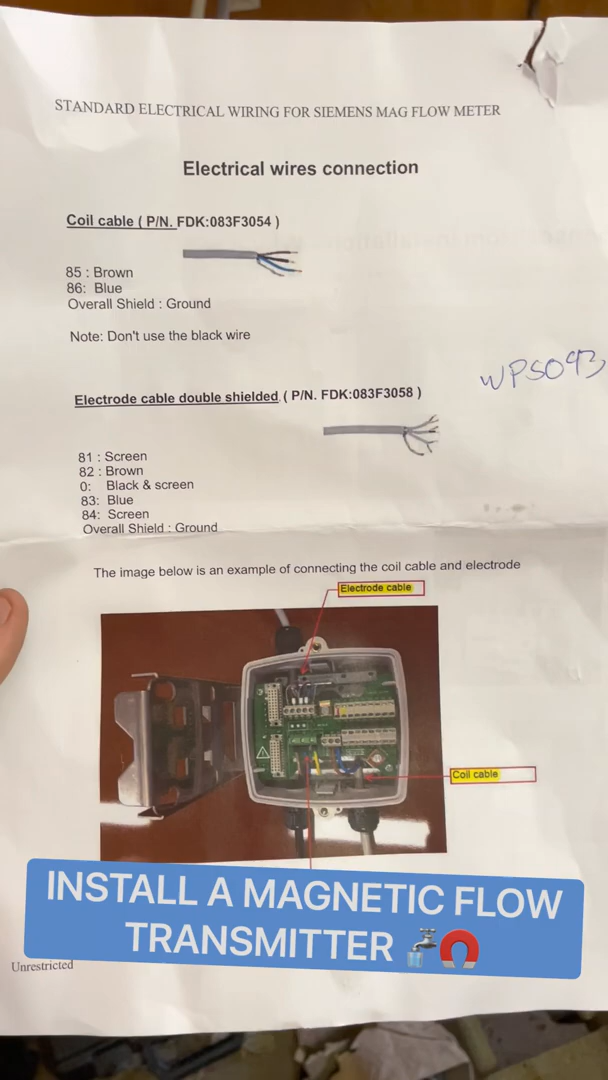 STANDARD ELECTRICAL WIRING FOR SIEMENS MAG FLOW METER
Electrical wires connection
Coil cable ( P/N. FDK:083F3054 )
85 : Brown
86: Blue
Overall Shield : Ground
Note: Don't use the black wire
WPS093
Electrode cable double shielded ( P/N. FDK:083F3058 )
81 : Screen
82 : Brown
0: Black & screen
83: Blue
84: Screen
Overall Shield : Ground
The image below is an example of connecting the coil cable and electrode
Electrode cable
Coil cable
INSTALL A MAGNETIC FLOW
TRANSMITTER 🚰🧲
Unrestricted